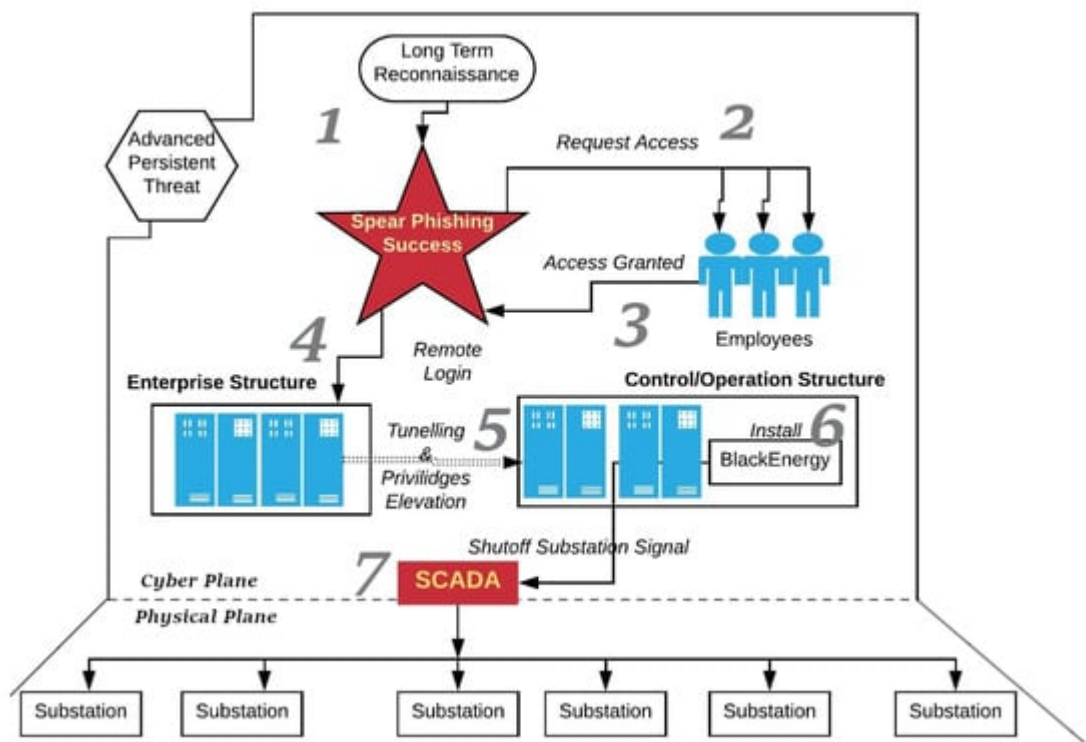 Long Term
Reconnaissance
1
2
Advanced
Persistent
Threat
Request Access
Spear Phishing
Success
Access Granted
3
Employees
4
Remote
Login
Enterprise Structure
Control/Operation Structure
Tunelling
&
Privilidges
Elevation
5
Install
6
BlackEnergy
Shutoff Substation Signal
7
SCADA
Cyber Plane
Physical Plane
Substation
Substation
Substation
Substation
Substation
Substation